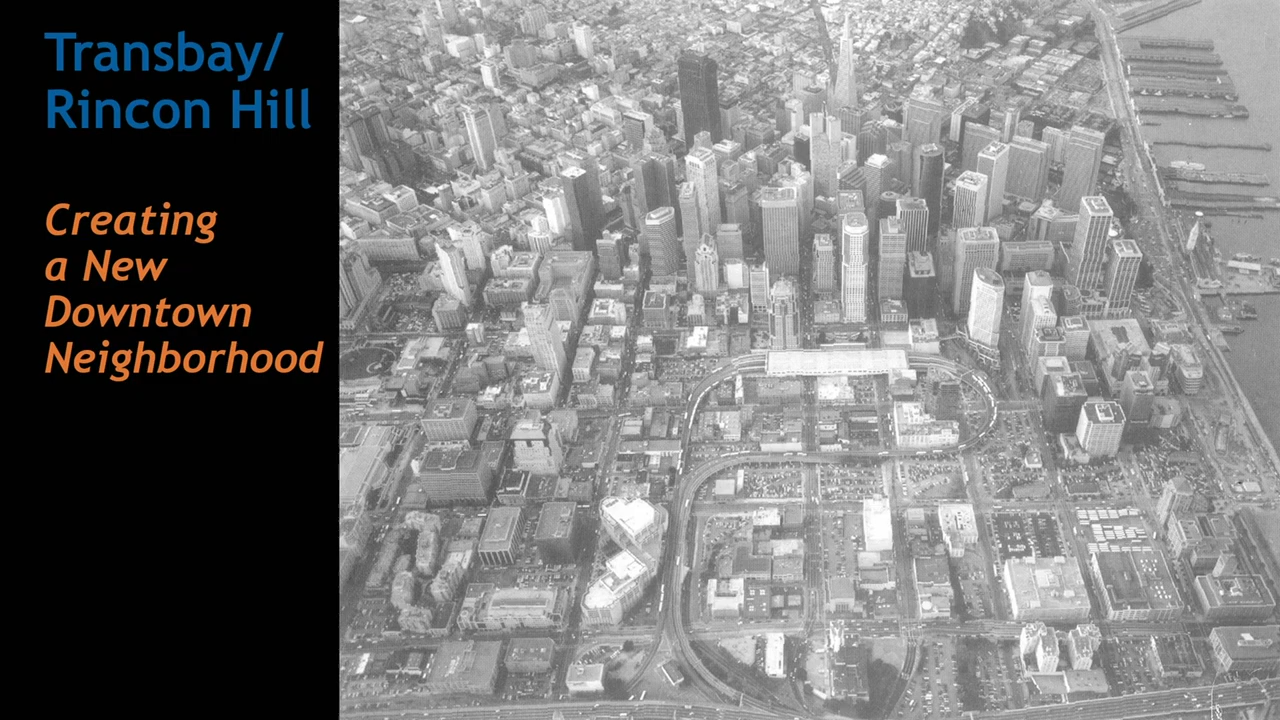 Transbay/
Rincon Hill
Creating
a New
Downtown
Neighborhood